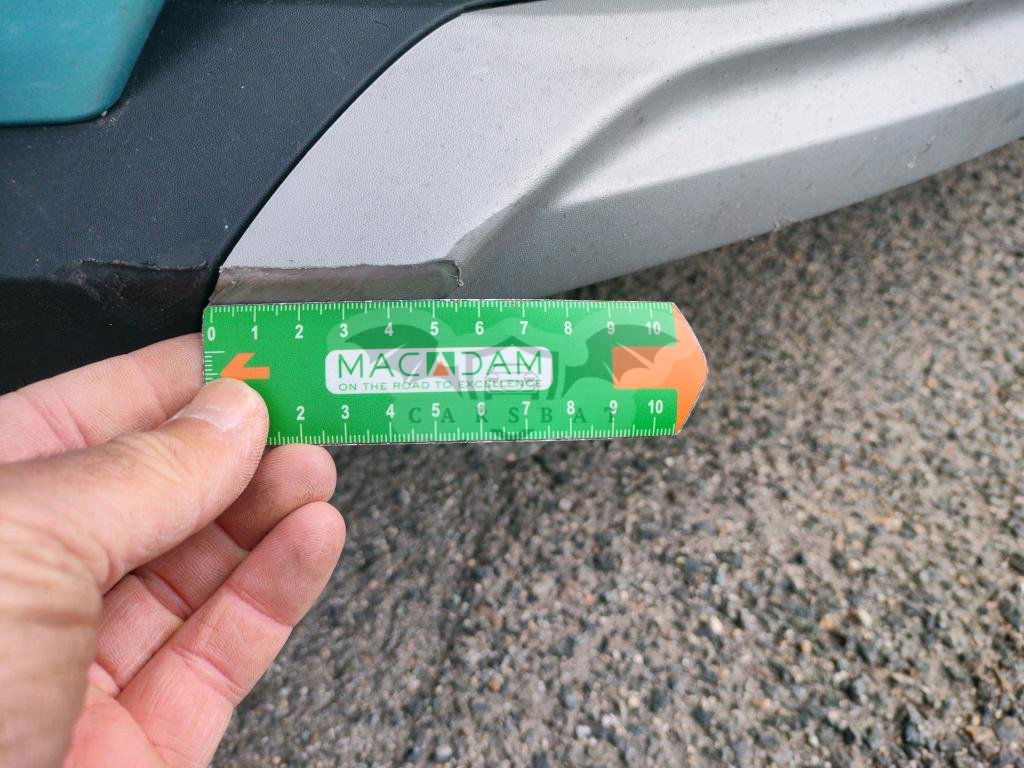 0 1 2 3 4 5 6 7 8 9 10
MACADAM
ON THE ROAD TO EXCELLENCE
2 3 4 5 6 7 8 9 10
CARSBAT